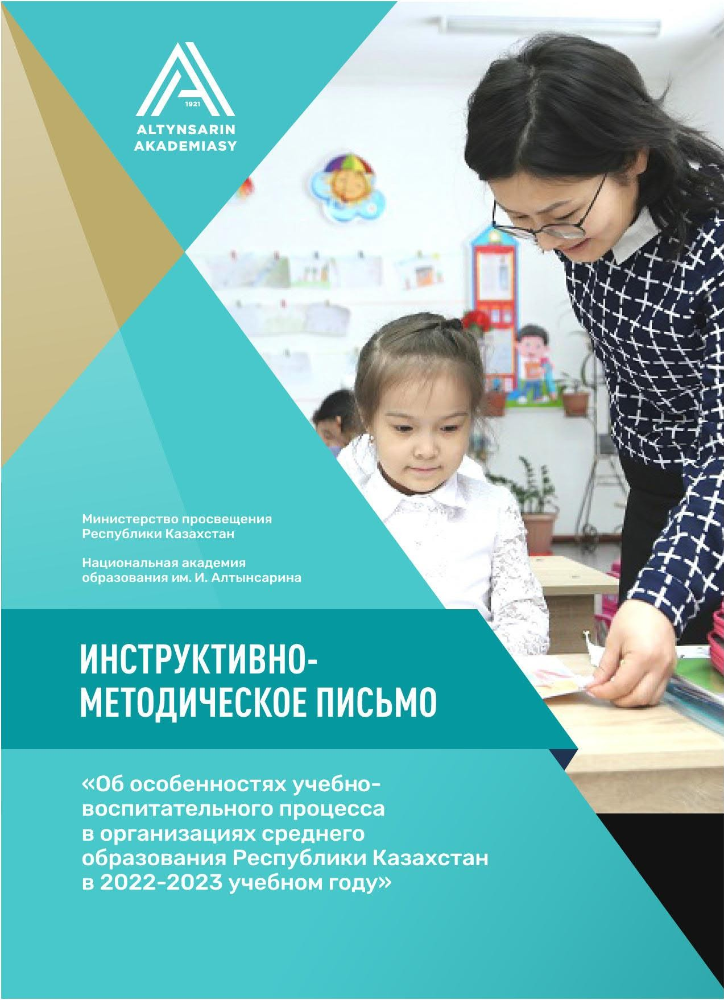 1921
ALTYNSARIN
AKADEMIASY
Министерство просвещения
Республики Казахстан
Национальная академия
образования им. И. Алтынсарина
ИНСТРУКТИВНО-
МЕТОДИЧЕСКОЕ ПИСЬМО
«Об особенностях учебно-
воспитательного процесса
в организациях среднего
образования Республики Казахстан
в 2022-2023 учебном году»